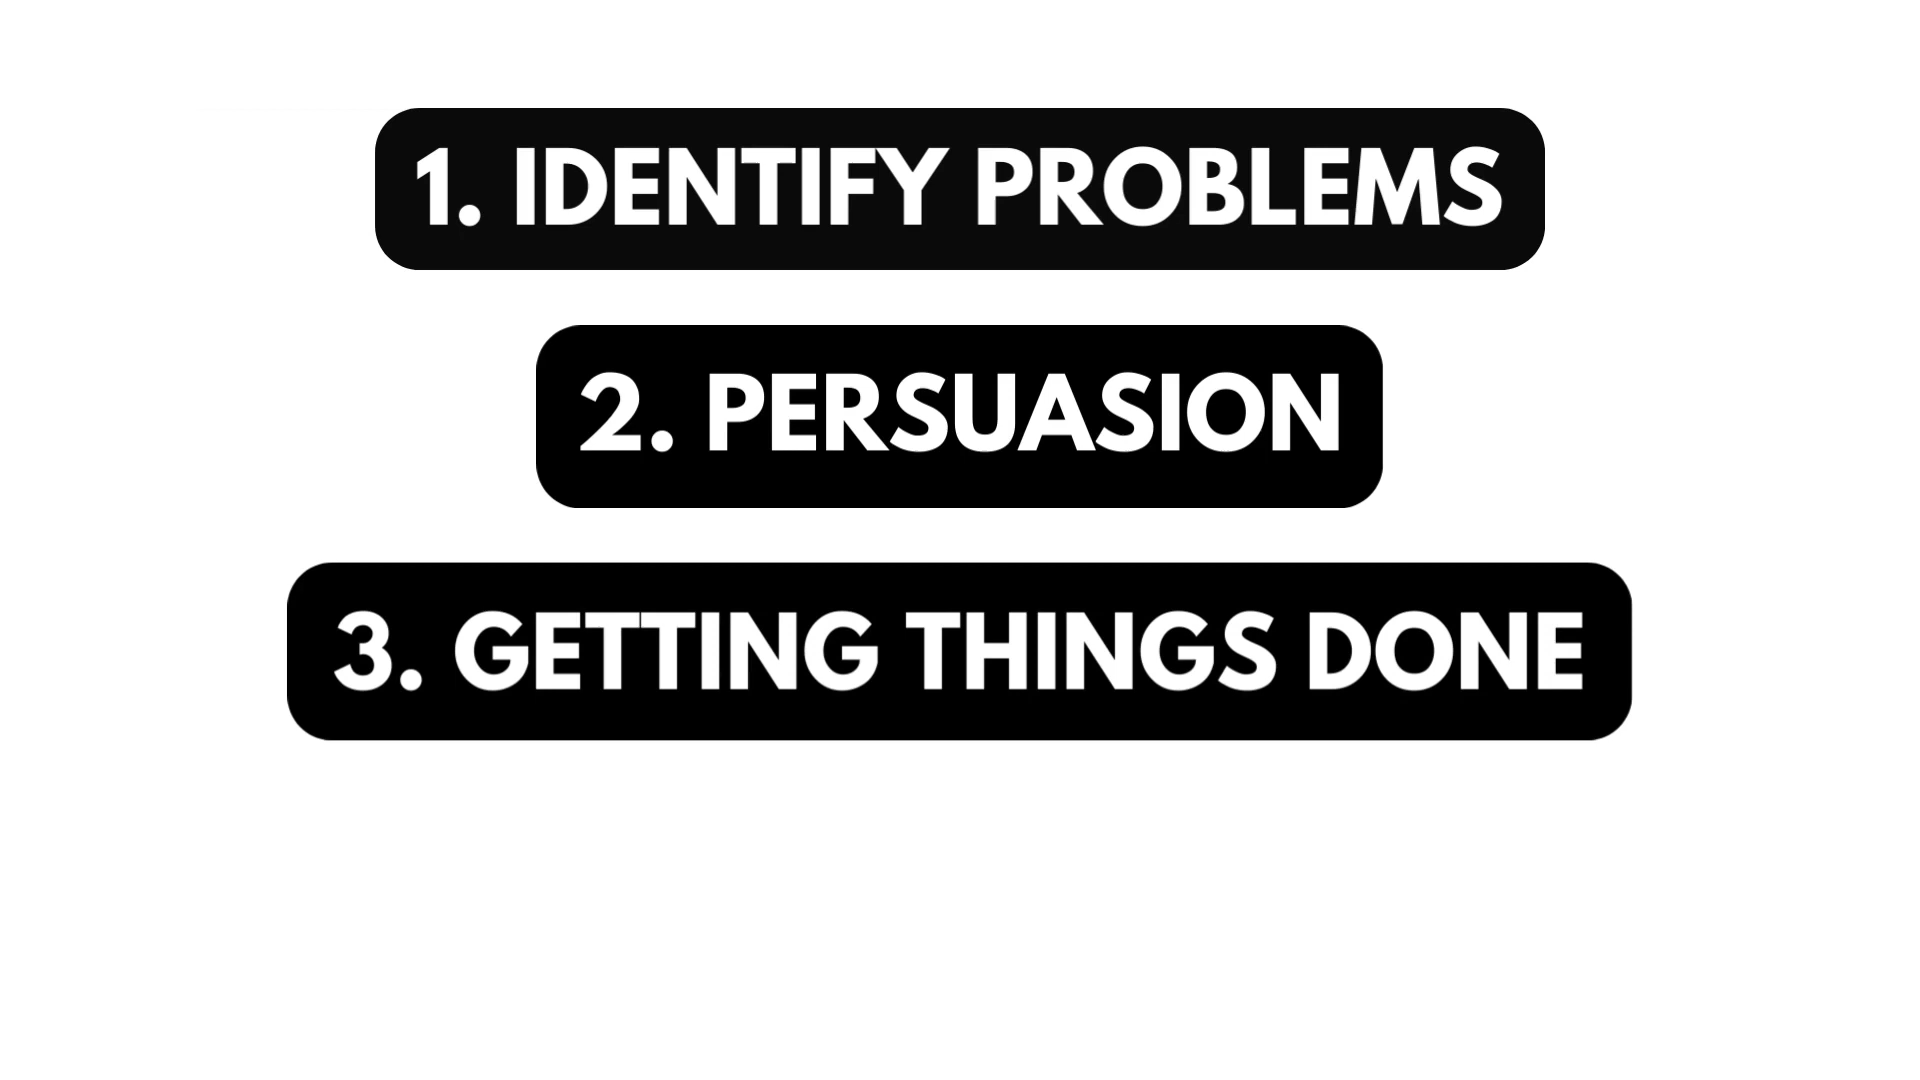 1. IDENTIFY PROBLEMS
2. PERSUASION
3. GETTING THINGS DONE